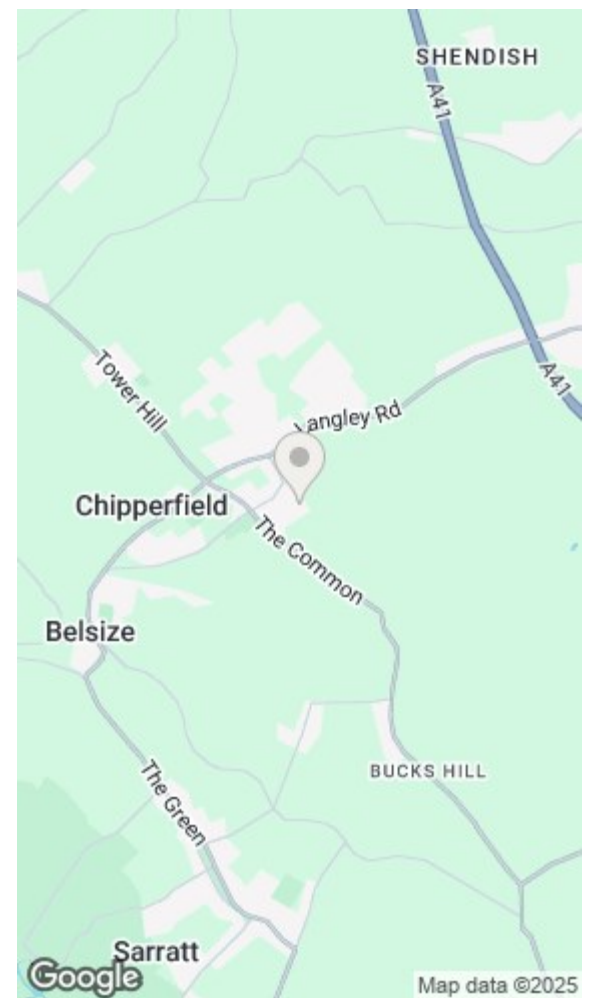 SHENDISH
A41
Tower Hill
Langley Rd
A41
Chipperfield
The Common
Belsize
BUCKS HILL
The Green
Sarratt
Google
Map data ©2025